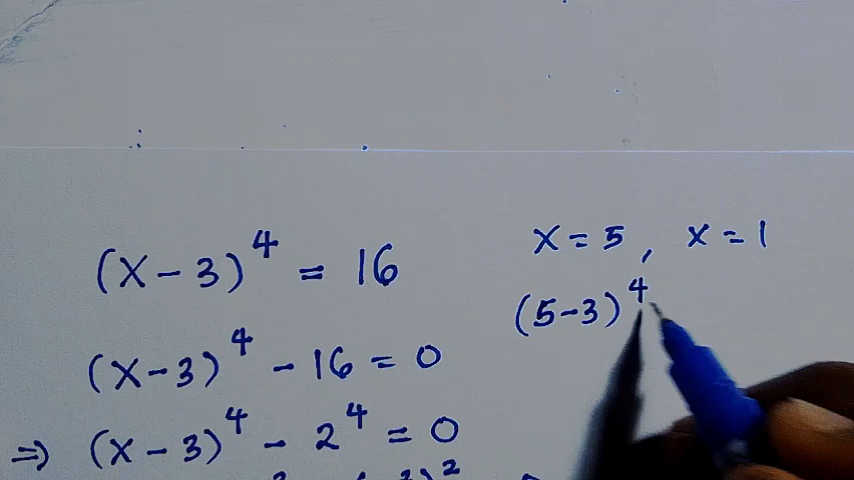 (x - 3)⁴ = 16
(x - 3)⁴ - 16 = 0
⇒ (x - 3)⁴ - 2⁴ = 0
x = 5 , x = 1
(5 - 3)⁴